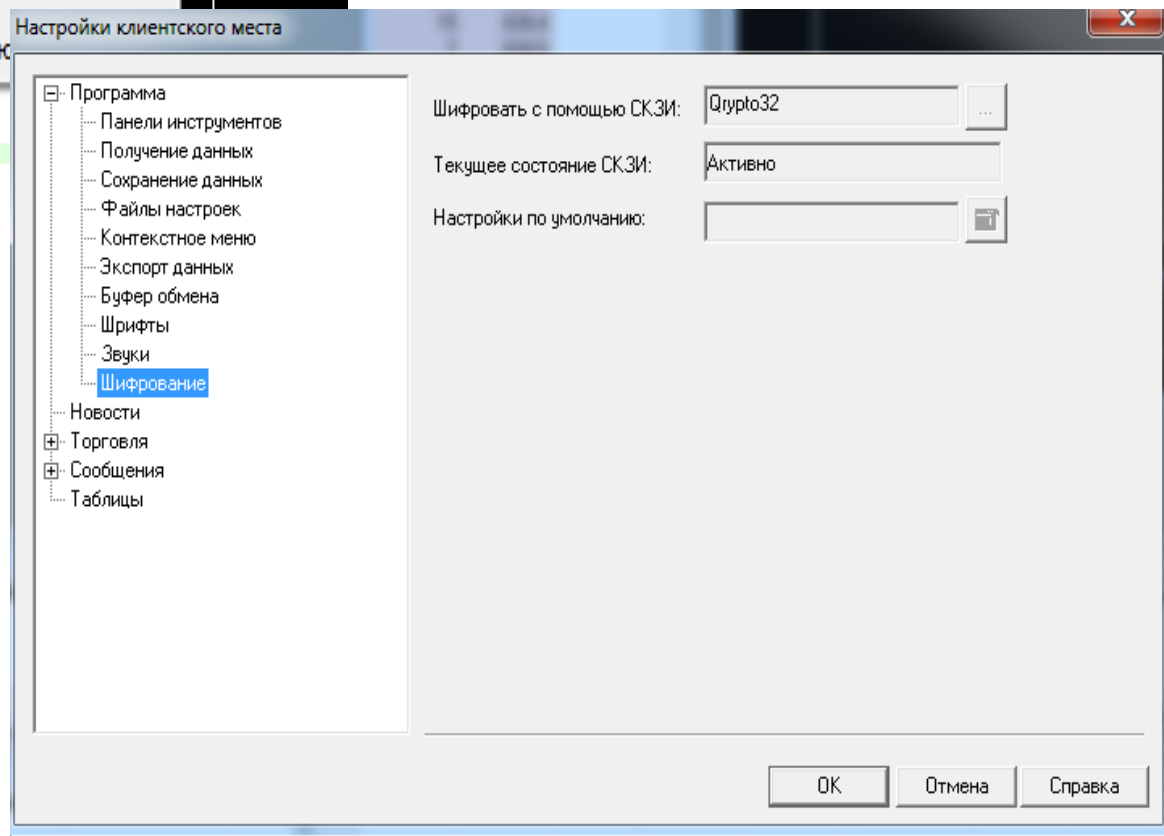 Настройки клиентского места
Программа
Панели инструментов
Получение данных
Сохранение данных
Файлы настроек
Контекстное меню
Экспорт данных
Буфер обмена
Шрифты
Звуки
Шифрование
Новости
Торговля
Сообщения
Таблицы
Шифровать с помощью СКЗИ: Qrypto32 ...
Текущее состояние СКЗИ: Активно
Настройки по умолчанию:
OK Отмена Справка